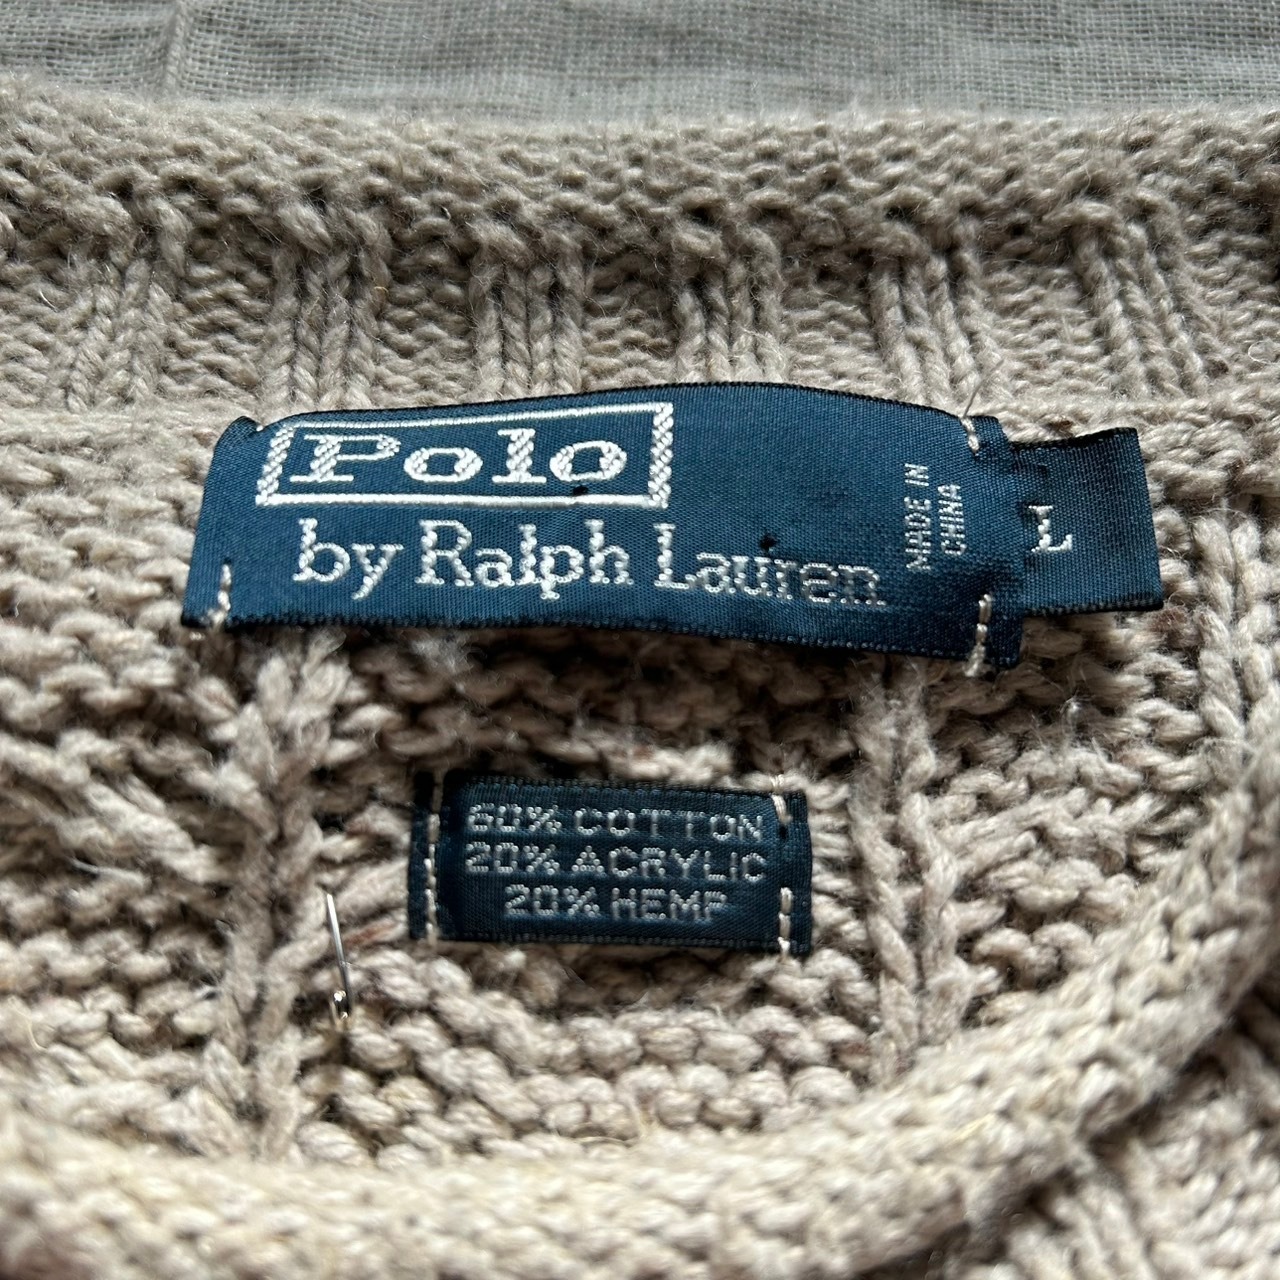 Polo
by Ralph Lauren
MADE IN
CHINA
L
60% COTTON
20% ACRYLIC
20% HEMP